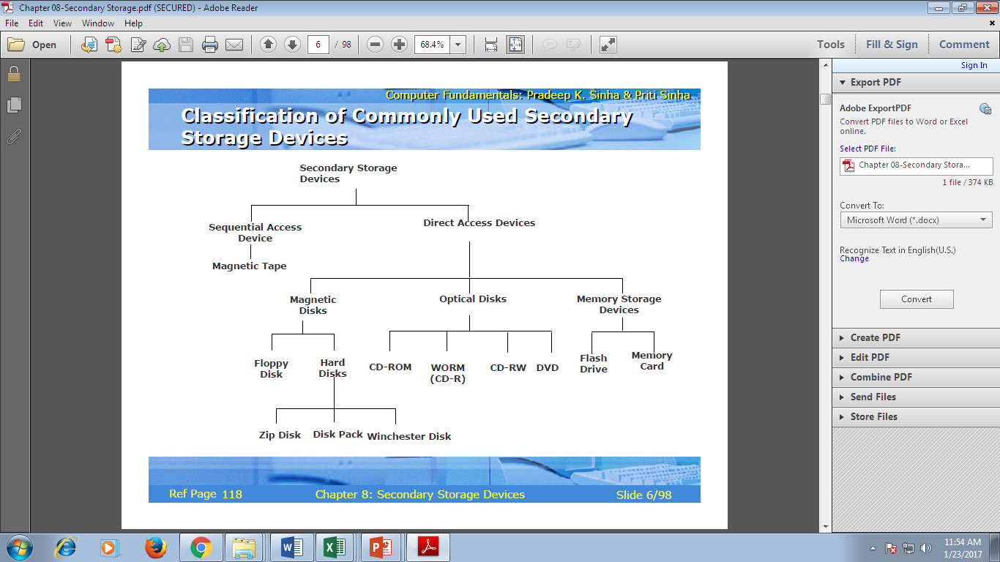 Chapter 08-Secondary Storage.pdf (SECURED) - Adobe Reader
File Edit View Window Help
Open 6 / 98 68.4% Tools Fill & Sign Comment
Sign In
Export PDF
Adobe ExportPDF
Convert PDF files to Word or Excel
online.
Select PDF File:
Chapter 08-Secondary Stora...
1 file / 374 KB
Convert To:
Microsoft Word (*.docx)
Recognize Text in English(U.S.)
Change
Convert
Create PDF
Edit PDF
Combine PDF
Send Files
Store Files
Computer Fundamentals: Pradeep K. Sinha & Priti Sinha
Classification of Commonly Used Secondary
Storage Devices
Secondary Storage
Devices
Sequential Access
Device
Direct Access Devices
Magnetic Tape
Magnetic
Disks
Optical Disks
Memory Storage
Devices
Floppy
Disk
Hard
Disks
CD-ROM
WORM
(CD-R)
CD-RW
DVD
Flash
Drive
Memory
Card
Zip Disk
Disk Pack
Winchester Disk
Ref Page 118
Chapter 8: Secondary Storage Devices
Slide 6/98
11:54 AM
1/23/2017